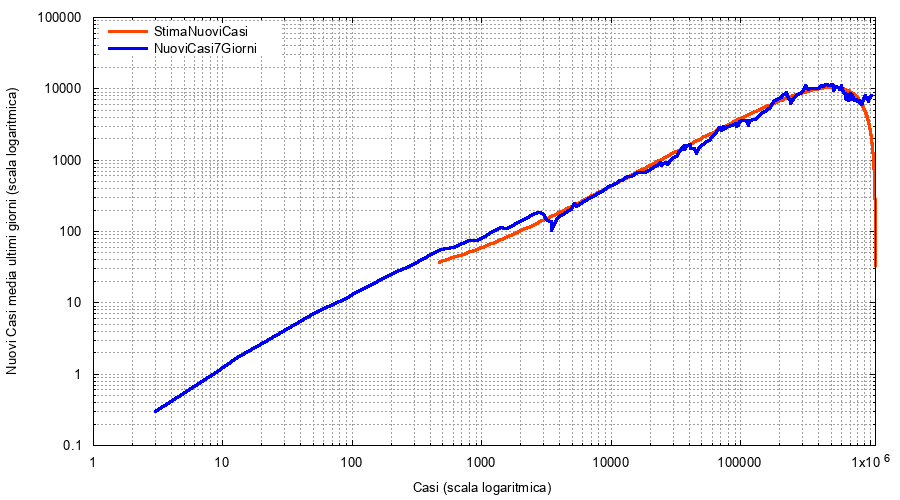 100000
10000
1000
100
10
1
0.1
StimaNuoviCasi
NuoviCasi7Giorni
Nuovi Casi media ultimi giorni (scala logaritmica)
1 10 100 1000 10000 100000 1x10 6
Casi (scala logaritmica)